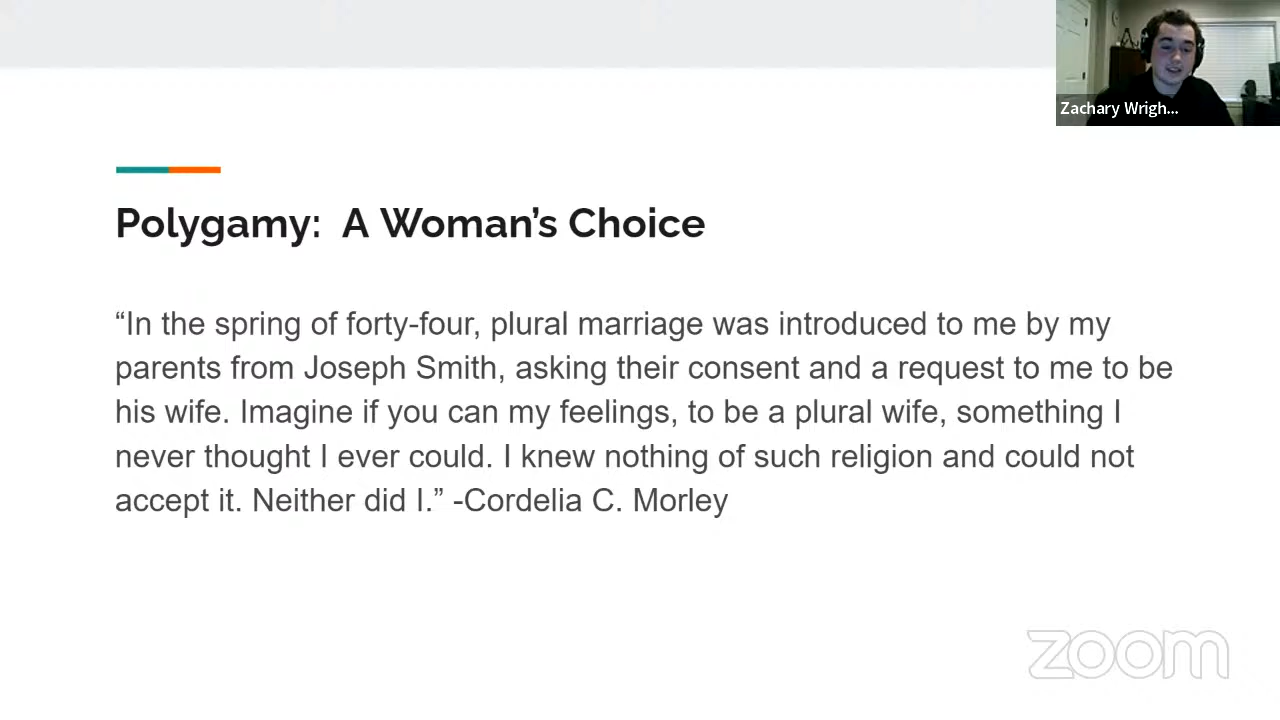 Zachary Wrigh...
Polygamy: A Woman's Choice
“In the spring of forty-four, plural marriage was introduced to me by my
parents from Joseph Smith, asking their consent and a request to me to be
his wife. Imagine if you can my feelings, to be a plural wife, something I
never thought I ever could. I knew nothing of such religion and could not
accept it. Neither did I.” -Cordelia C. Morley
zoom